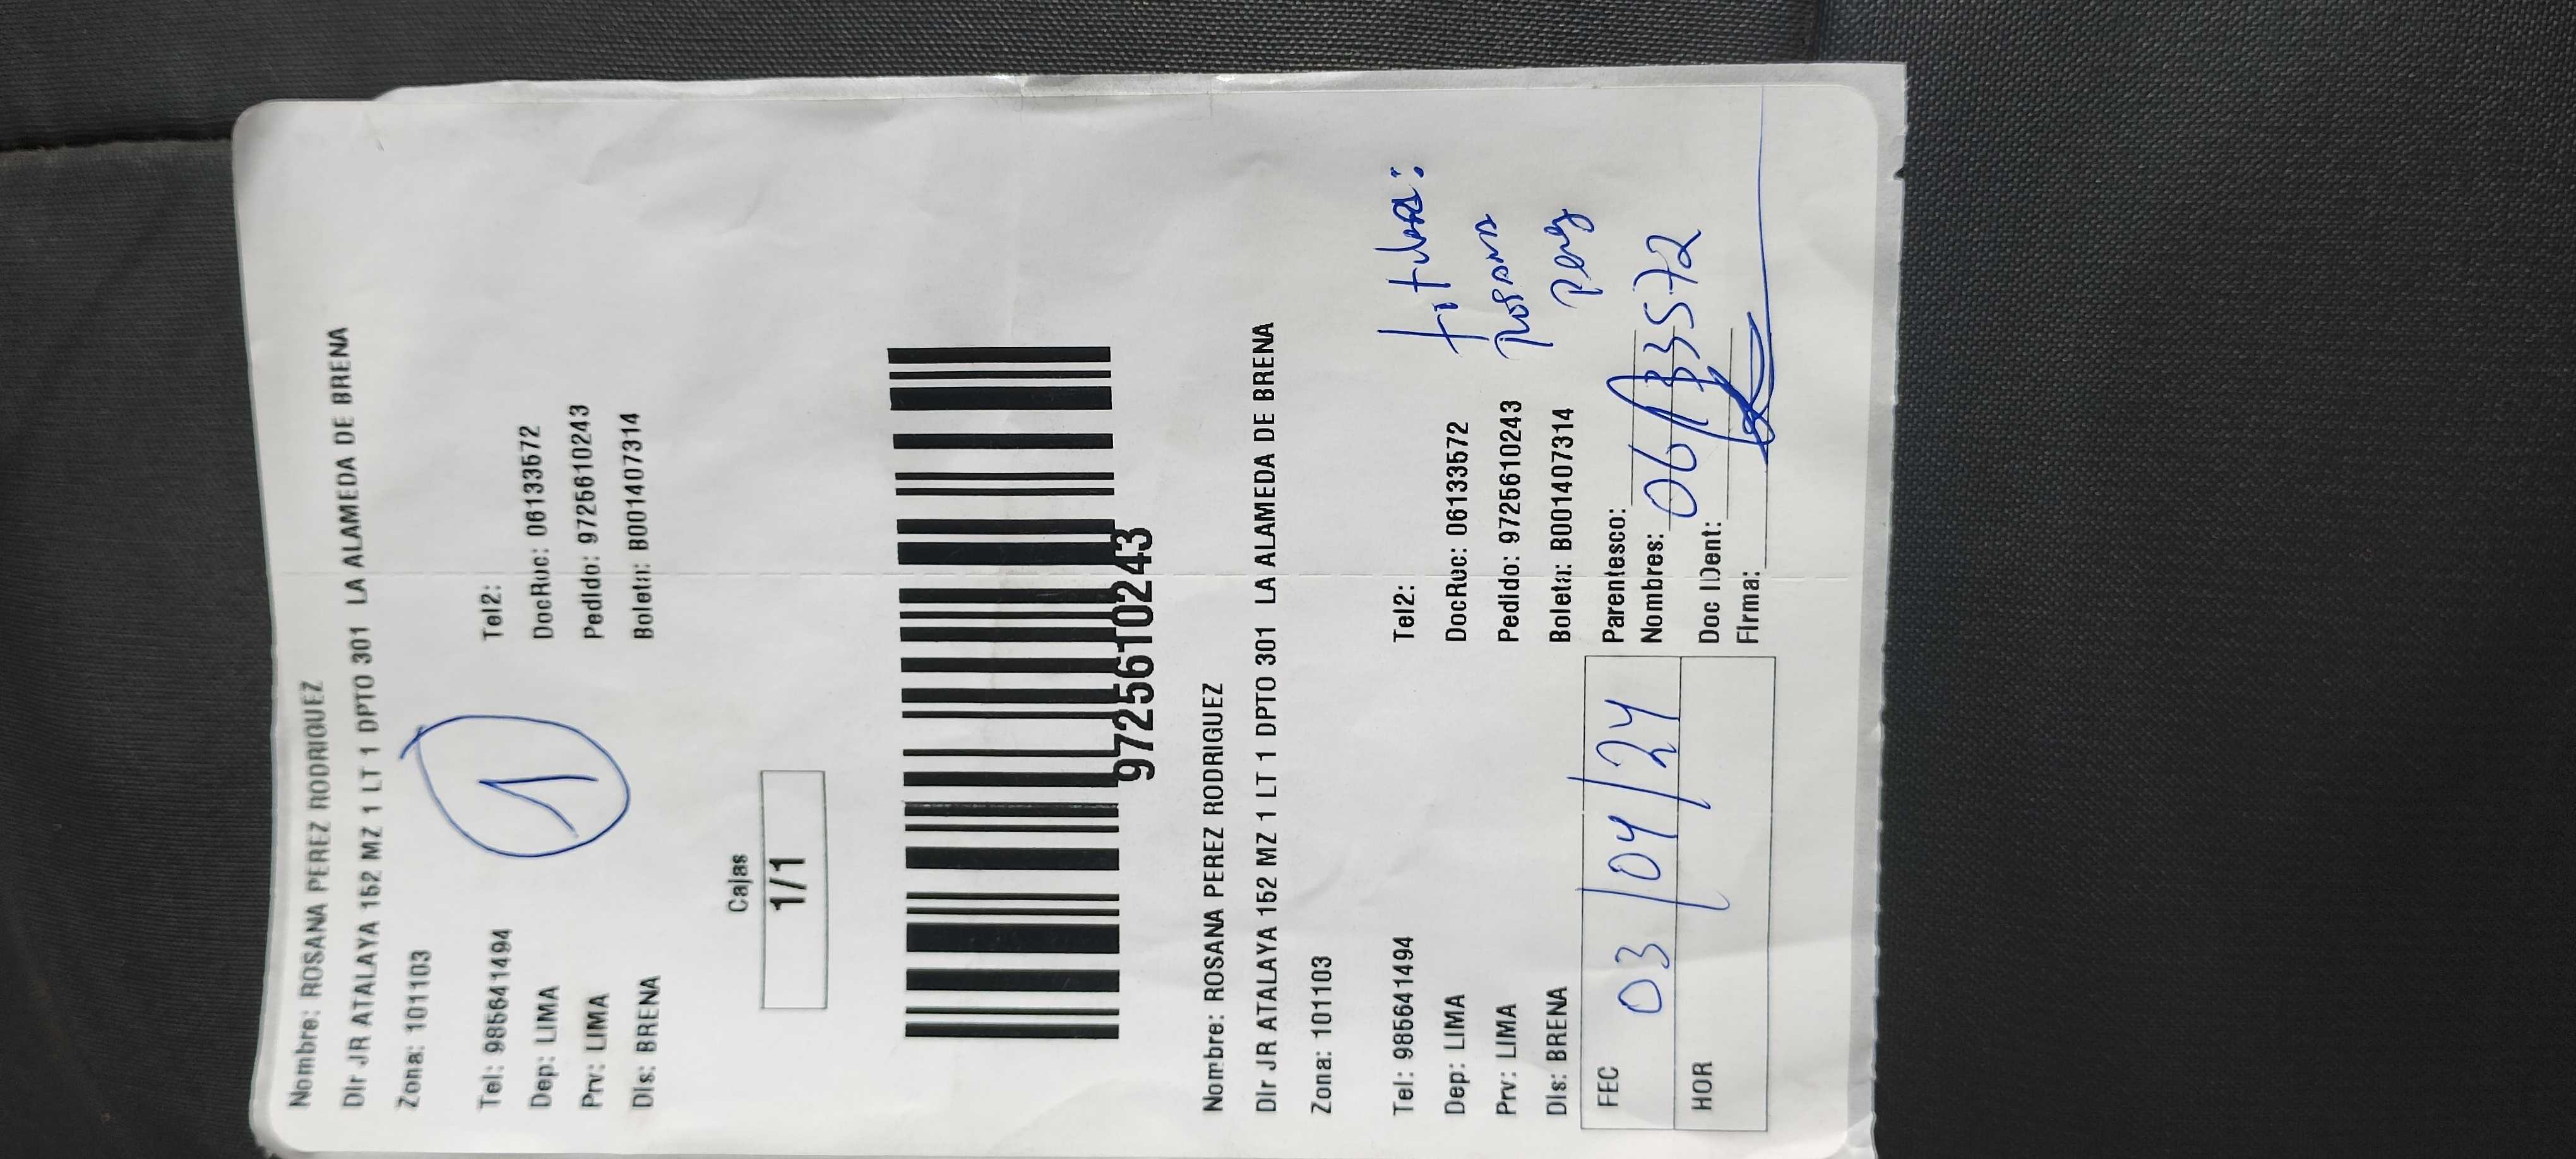 Nombre: ROSANA PEREZ RODRIGUEZ
DIr JR ATALAYA 152 MZ 1 LT 1 DPTO 301 LA ALAMEDA DE BRENA
Zona: 101103
1
Tel: 985641494 Tel2:
Dep: LIMA DocRuc: 06133572
Prv: LIMA Pedido: 9725610243
Dis: BRENA Boleta: B001407314
Cajas
1/1
9725610243
Nombre: ROSANA PEREZ RODRIGUEZ
DIr JR ATALAYA 152 MZ 1 LT 1 DPTO 301 LA ALAMEDA DE BRENA
Zona: 101103
Tel: 985641494 Tel2:
Dep: LIMA DocRuc: 06133572
Prv: LIMA Pedido: 9725610243
Dis: BRENA Boleta: B001407314
titular:
Rosana
Perez
FEC 03/04/24
HOR
Parentesco:
Nombres: 06133572
Doc IDent:
Firma: